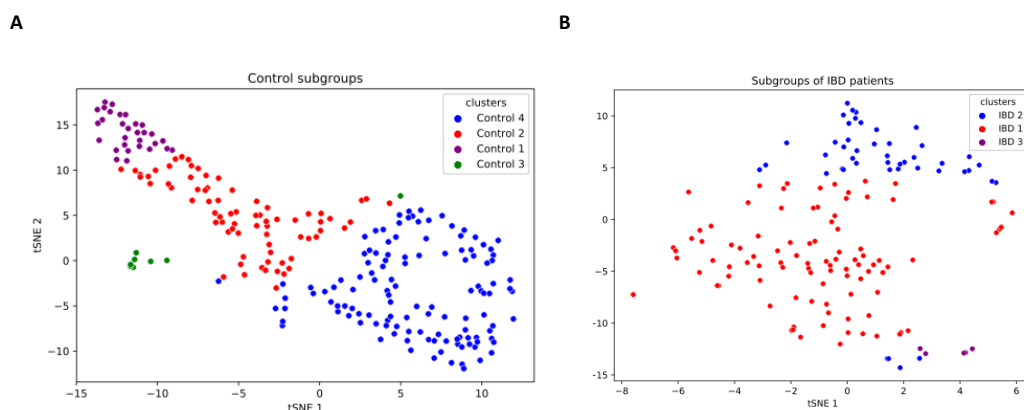 A
B
Control subgroups
clusters
Control 4
Control 2
Control 1
Control 3
15
10
5
0
−5
−10
tSNE 2
−15
−10
−5
0
5
10
tSNE 1
Subgroups of IBD patients
clusters
IBD 2
IBD 1
IBD 3
10
5
0
-5
-10
-15
−8
−6
−4
−2
0
2
4
6
tSNE 1